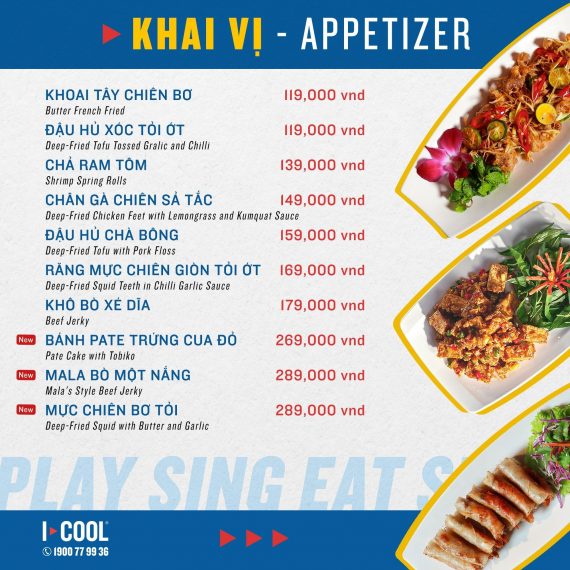 KHAI VỊ - APPETIZER
KHOAI TÂY CHIÊN BƠ 119,000 vnd
Butter French Fried
ĐẬU HỦ XỐC TỎI ỚT 119,000 vnd
Deep-Fried Tofu Tossed Gralic and Chilli
CHẢ RAM TÔM 139,000 vnd
Shrimp Spring Rolls
CHÂN GÀ CHIÊN SẢ TẮC 149,000 vnd
Deep-Fried Chicken Feet with Lemongrass and Kumquat Sauce
ĐẬU HỦ CHÀ BÔNG 159,000 vnd
Deep-Fried Tofu with Pork Floss
RĂNG MỰC CHIÊN GIÒN TỎI ỚT 169,000 vnd
Deep-Fried Squid Teeth in Chilli Garlic Sauce
KHÔ BÒ XÉ DĨA 179,000 vnd
Beef Jerky
New BÁNH PATE TRỨNG CUA ĐỎ 269,000 vnd
Pate Cake with Tobiko
New MALA BÒ MỘT NẮNG 289,000 vnd
Mala's Style Beef Jerky
New MỰC CHIÊN BƠ TỎI 289,000 vnd
Deep-Fried Squid with Butter and Garlic
PLAY SING EAT S
I COOL
1900 77 99 36